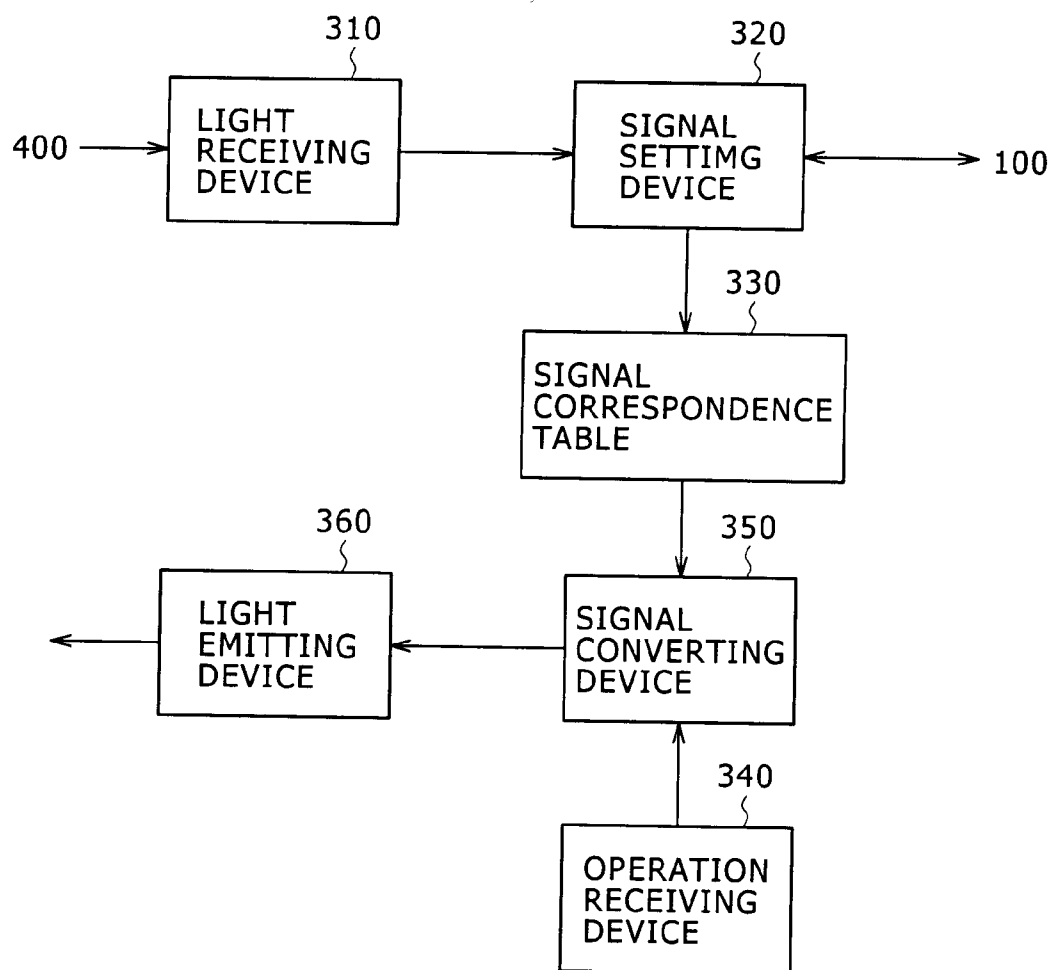 310
320
400
LIGHT
RECEIVING
DEVICE
SIGNAL
SETTIMG
DEVICE
100
330
SIGNAL
CORRESPONDENCE
TABLE
360
350
LIGHT
EMITTING
DEVICE
SIGNAL
CONVERTING
DEVICE
340
OPERATION
RECEIVING
DEVICE